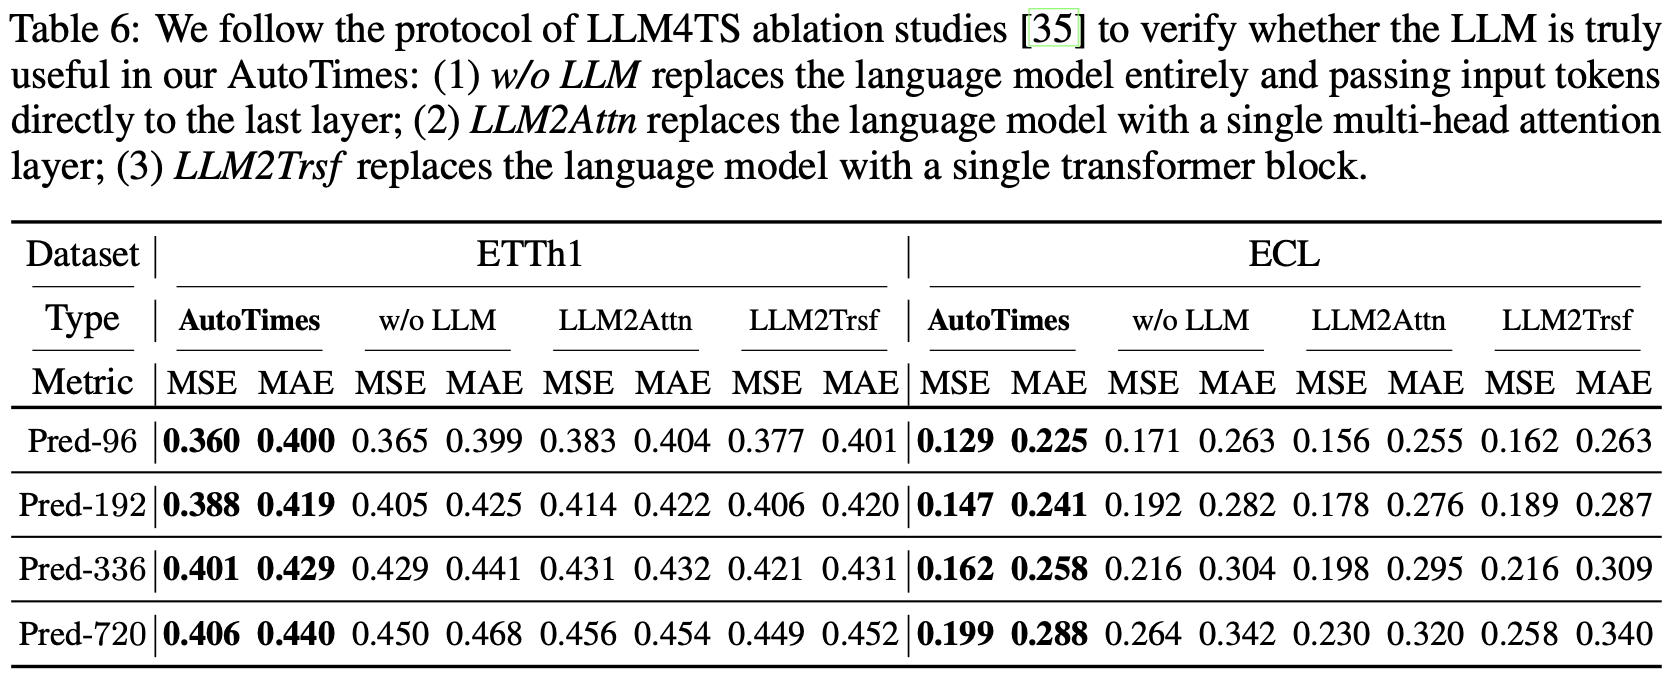 Table 6: We follow the protocol of LLM4TS ablation studies [35] to verify whether the LLM is truly
useful in our AutoTimes: (1) w/o LLM replaces the language model entirely and passing input tokens
directly to the last layer; (2) LLM2Attn replaces the language model with a single multi-head attention
layer; (3) LLM2Trsf replaces the language model with a single transformer block.
Dataset ETTh1 ECL
Type AutoTimes w/o LLM LLM2Attn LLM2Trsf AutoTimes w/o LLM LLM2Attn LLM2Trsf
Metric MSE MAE MSE MAE MSE MAE MSE MAE MSE MAE MSE MAE MSE MAE MSE MAE
Pred-96 0.360 0.400 0.365 0.399 0.383 0.404 0.377 0.401 0.129 0.225 0.171 0.263 0.156 0.255 0.162 0.263
Pred-192 0.388 0.419 0.405 0.425 0.414 0.422 0.406 0.420 0.147 0.241 0.192 0.282 0.178 0.276 0.189 0.287
Pred-336 0.401 0.429 0.429 0.441 0.431 0.432 0.421 0.431 0.162 0.258 0.216 0.304 0.198 0.295 0.216 0.309
Pred-720 0.406 0.440 0.450 0.468 0.456 0.454 0.449 0.452 0.199 0.288 0.264 0.342 0.230 0.320 0.258 0.340